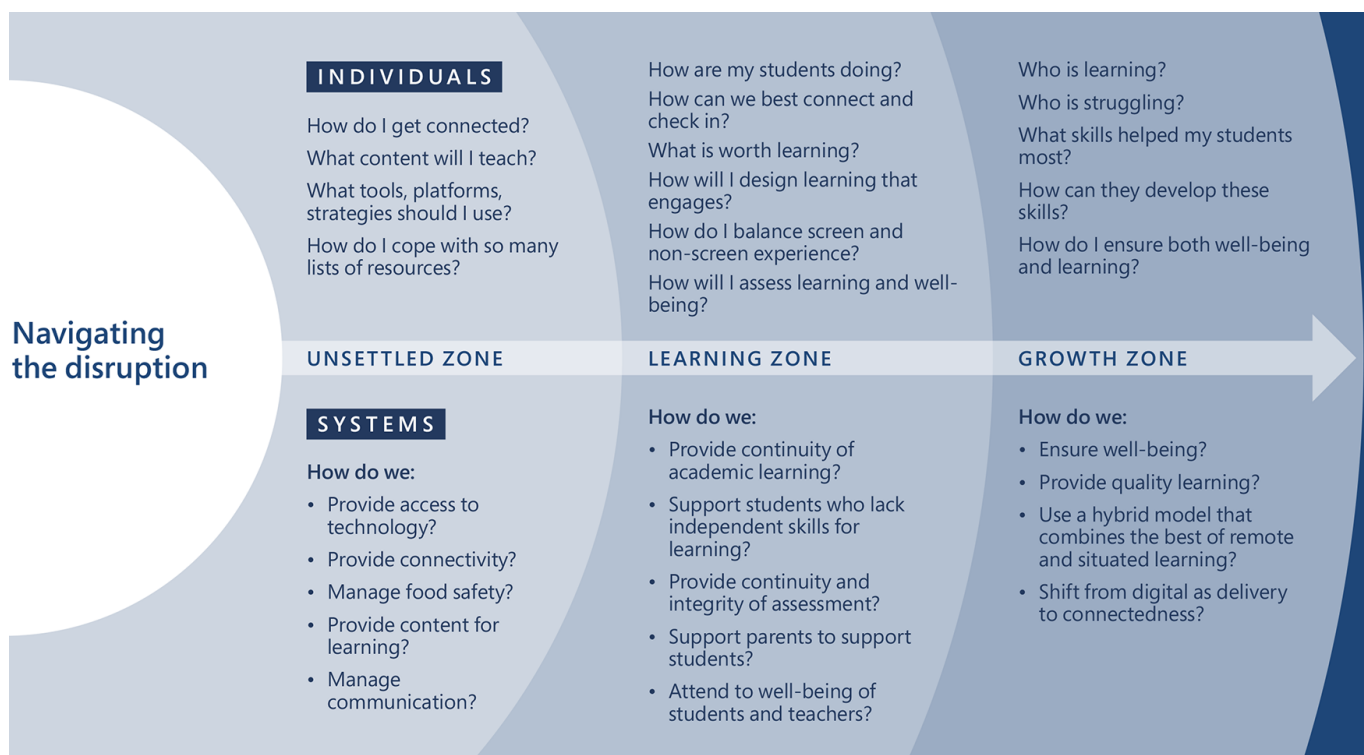 Navigating
the disruption
INDIVIDUALS
How do I get connected?
What content will I teach?
What tools, platforms,
strategies should I use?
How do I cope with so many
lists of resources?
How are my students doing?
How can we best connect and
check in?
What is worth learning?
How will I design learning that
engages?
How do I balance screen and
non-screen experience?
How will I assess learning and well-
being?
Who is learning?
Who is struggling?
What skills helped my students
most?
How can they develop these
skills?
How do I ensure both well-being
and learning?
UNSETTLED ZONE
LEARNING ZONE
GROWTH ZONE
SYSTEMS
How do we:
• Provide access to
technology?
• Provide connectivity?
• Manage food safety?
• Provide content for
learning?
• Manage
communication?
How do we:
• Provide continuity of
academic learning?
• Support students who lack
independent skills for
learning?
• Provide continuity and
integrity of assessment?
• Support parents to support
students?
• Attend to well-being of
students and teachers?
How do we:
• Ensure well-being?
• Provide quality learning?
• Use a hybrid model that
combines the best of remote
and situated learning?
• Shift from digital as delivery
to connectedness?